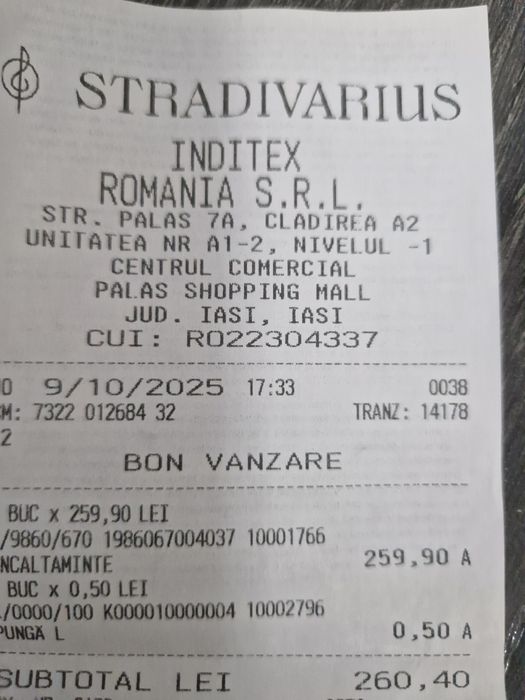 STRADIVARIUS
INDITEX
ROMANIA S.R.L.
STR. PALAS 7A, CLADIREA A2
UNITATEA NR A1-2, NIVELUL -1
CENTRUL COMERCIAL
PALAS SHOPPING MALL
JUD. IASI, IASI
CUI: RO22304337
9/10/2025 17:33 0038
M: 7322 012684 32 TRANZ: 14178
2
BON VANZARE
BUC x 259,90 LEI
/9860/670 1986067004037 10001766
NCALTAMINTE 259,90 A
BUC x 0,50 LEI
/0000/100 K000010000004 10002796
PUNGĂ L 0,50 A
SUBTOTAL LEI 260,40